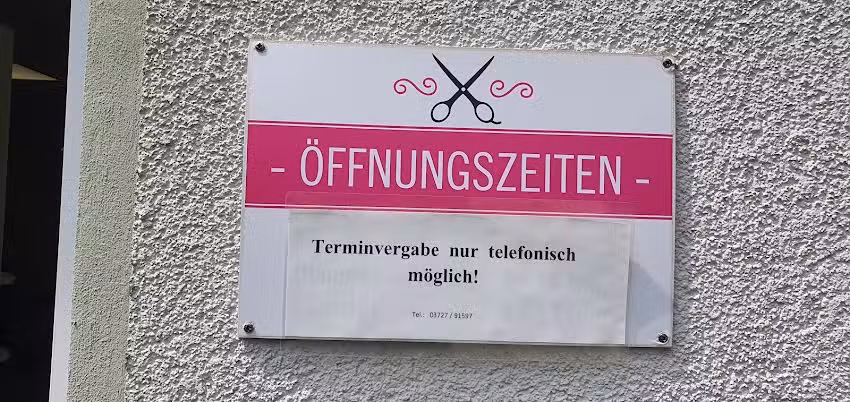 - ÖFFNUNGSZEITEN -
Terminvergabe nur telefonisch
möglich!
Tel.: 03727 / 91597